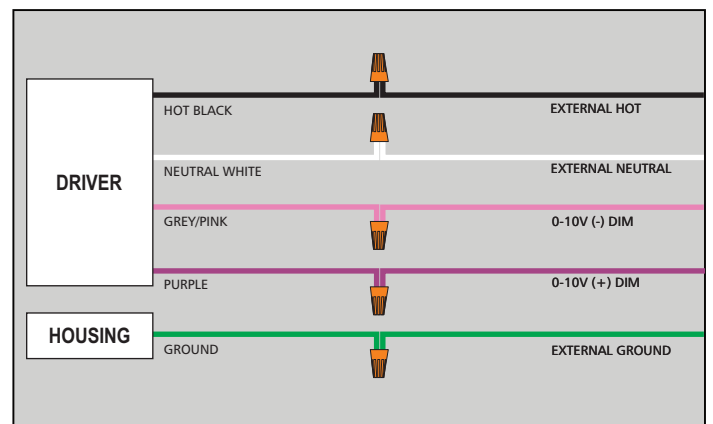 HOT BLACK
EXTERNAL HOT
DRIVER
NEUTRAL WHITE
EXTERNAL NEUTRAL
GREY/PINK
0-10V (-) DIM
PURPLE
0-10V (+) DIM
HOUSING
GROUND
EXTERNAL GROUND